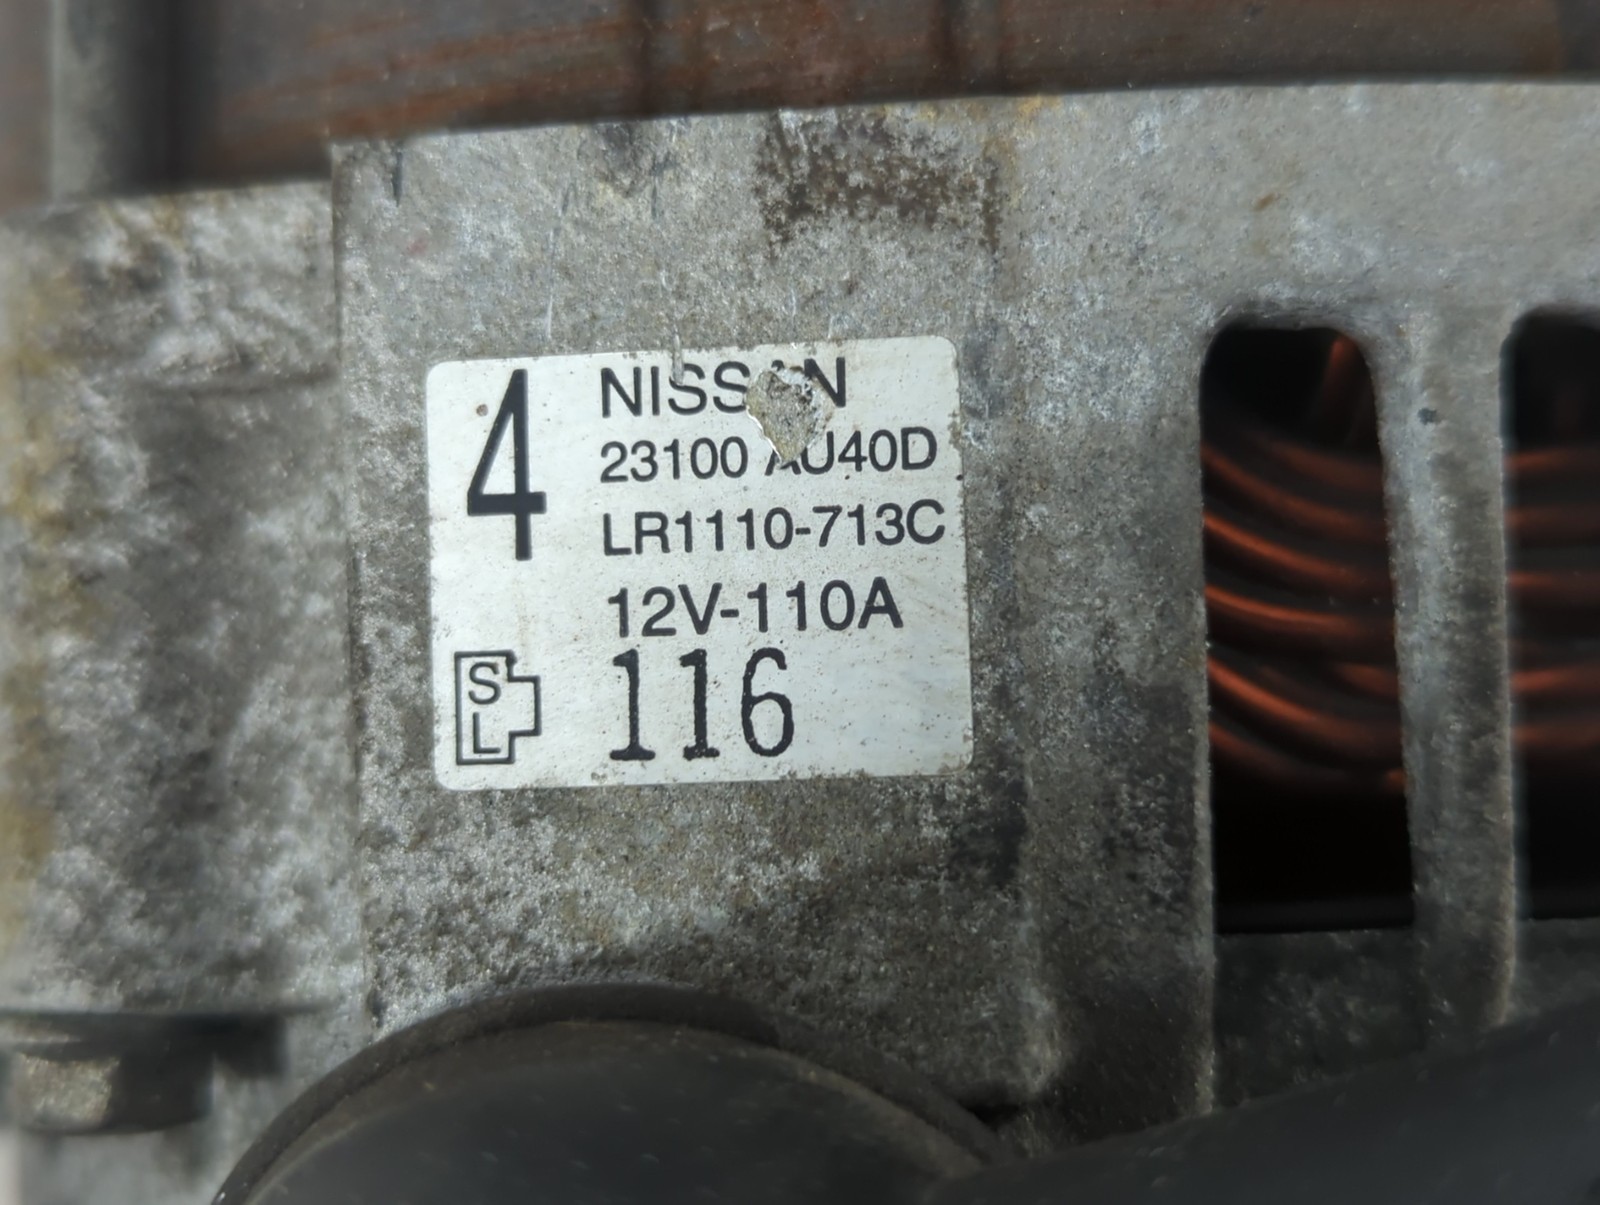 4
NISSAN
23100 AU40D
LR1110-713C
12V-110A
S
L
116